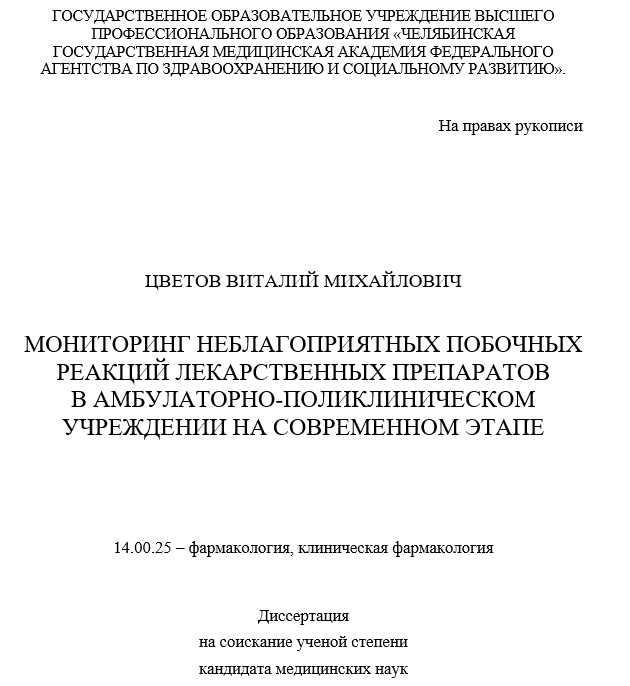 ГОСУДАРСТВЕННОЕ ОБРАЗОВАТЕЛЬНОЕ УЧРЕЖДЕНИЕ ВЫСШЕГО
ПРОФЕССИОНАЛЬНОГО ОБРАЗОВАНИЯ «ЧЕЛЯБИНСКАЯ
ГОСУДАРСТВЕННАЯ МЕДИЦИНСКАЯ АКАДЕМИЯ ФЕДЕРАЛЬНОГО
АГЕНТСТВА ПО ЗДРАВООХРАНЕНИЮ И СОЦИАЛЬНОМУ РАЗВИТИЮ».
На правах рукописи
ЦВЕТОВ ВИТАЛИЙ МИХАЙЛОВИЧ
МОНИТОРИНГ НЕБЛАГОПРИЯТНЫХ ПОБОЧНЫХ
РЕАКЦИЙ ЛЕКАРСТВЕННЫХ ПРЕПАРАТОВ
В АМБУЛАТОРНО-ПОЛИКЛИНИЧЕСКОМ
УЧРЕЖДЕНИИ НА СОВРЕМЕННОМ ЭТАПЕ
14.00.25 – фармакология, клиническая фармакология
Диссертация
на соискание ученой степени
кандидата медицинских наук